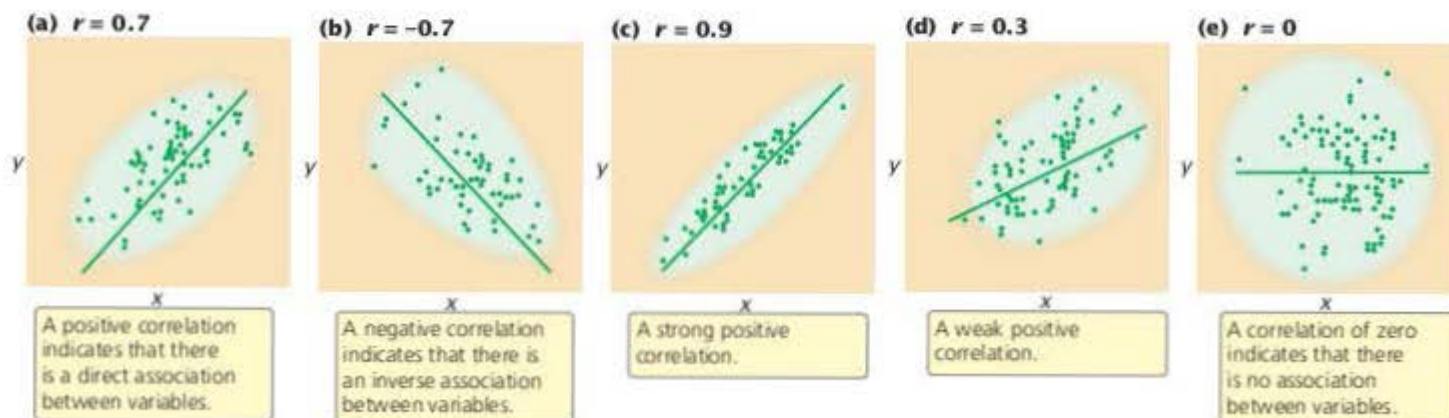 (a) r = 0.7
y
x
A positive correlation
indicates that there
is a direct association
between variables.
(b) r = –0.7
y
x
A negative correlation
indicates that there is
an inverse association
between variables.
(c) r = 0.9
y
x
A strong positive
correlation.
(d) r = 0.3
y
x
A weak positive
correlation.
(e) r = 0
y
x
A correlation of zero
indicates that there
is no association
between variables.